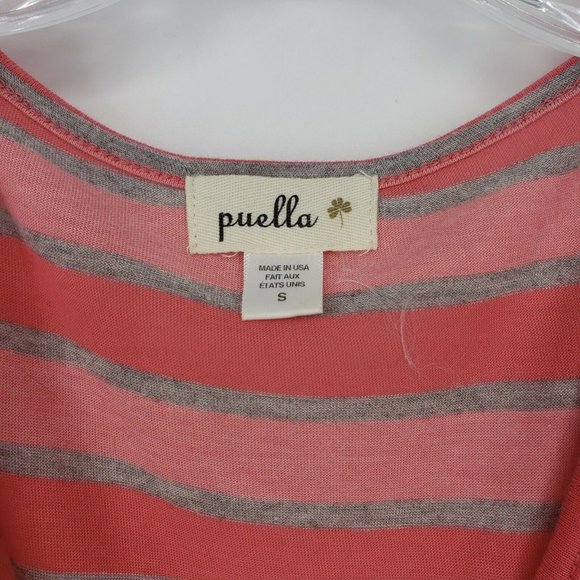 puella
MADE IN USA
FAIT AUX
ÉTATS UNIS
S